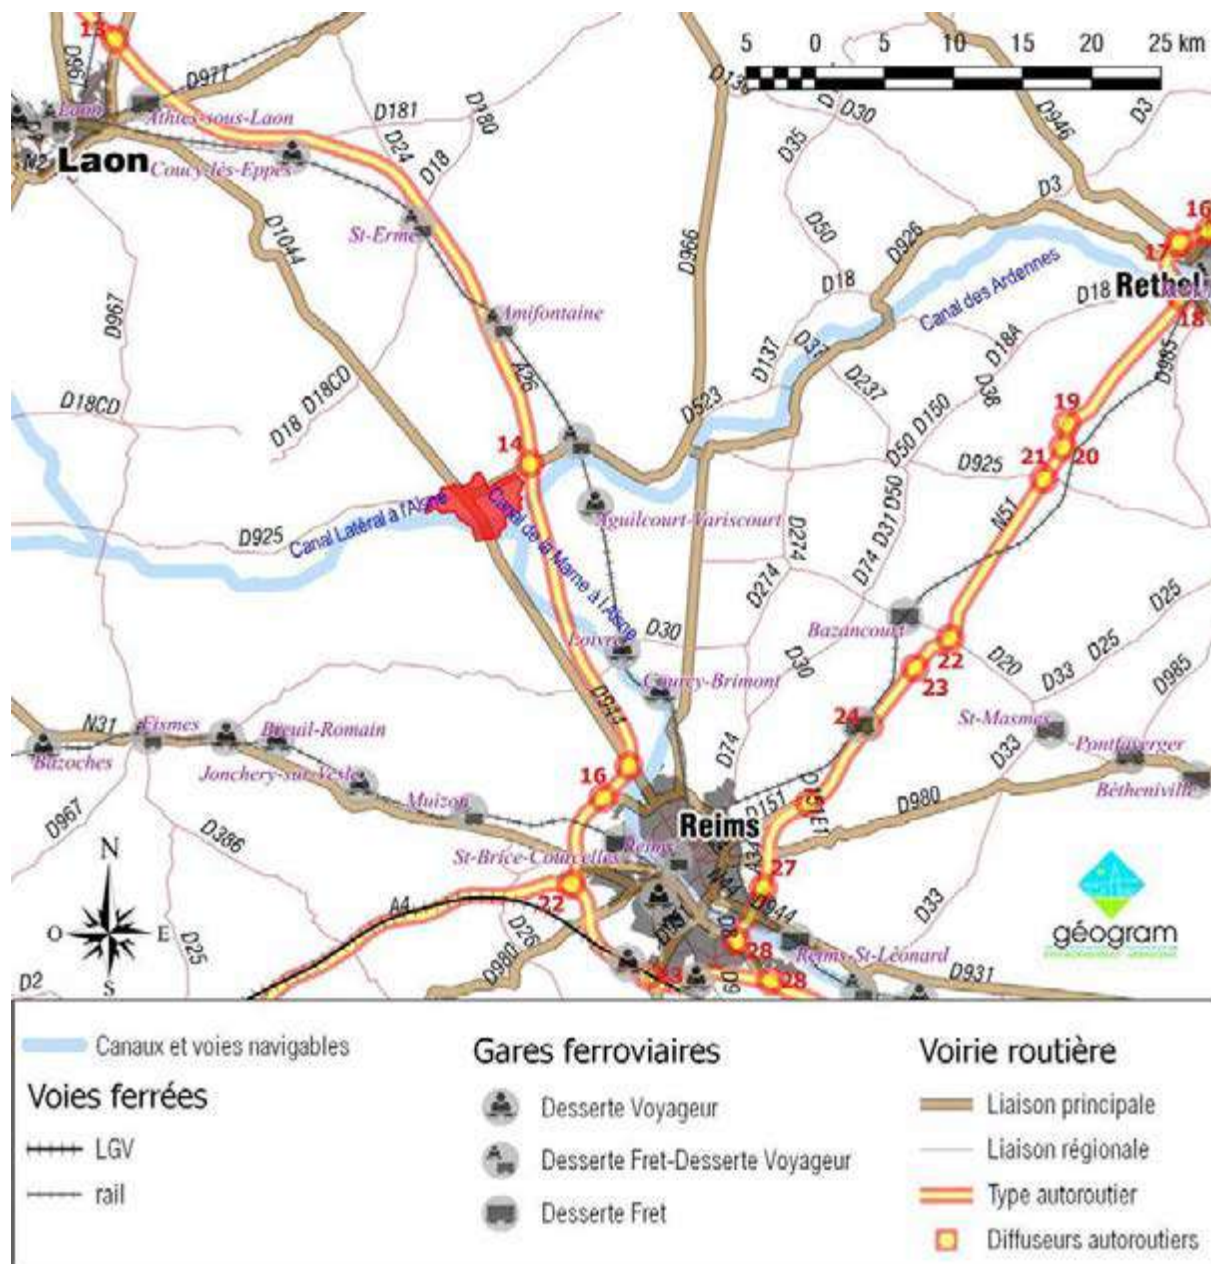 13
5 0 5 10 15 20 25 km
D967
D977
D181
D180
D30
D3
D946
D35
Laon
Athies-sous-Laon
D24
N2
Laon
Coucy-lès-Eppes
D18
D3
16
St-Erme
D1044
D966
D50
D926
17
Canal des Ardennes
D18
D18
Rethel
18
D967
Amifontaine
D137
D18A
D985
A26
D237
D38
D18CD
D18CD
D18
D523
D150
19
14
D50
20
D925
21
Canal Latéral à l'Aisne
Canal de la Marne à l'Aisne
Aguilcourt-Variscourt
D50
N51
D925
D274
D31
D74
D274
D25
Bazancourt
Loivre
D30
22
D25
D20
D30
D33
23
Courcy-Brimont
D985
D944
St-Masmes
24
N31
Fismes
Breuil-Romain
D74
D33
Pontfaverger
Bazoches
Jonchery-sur-Vesle
16
Bétheniville
Muizon
D151
D151E1
D980
D967
D386
Reims
N
St-Brice-Courcelles
Reims
27
22
A4
N44
D944
D33
O E
D26
géogram
D25
D980
28
Reims-St-Léonard
S
D2
28
D931
Canaux et voies navigables
Voies ferrées
LGV
rail
Gares ferroviaires
Desserte Voyageur
Desserte Fret-Desserte Voyageur
Desserte Fret
Voirie routière
Liaison principale
Liaison régionale
Type autoroutier
Diffuseurs autoroutiers